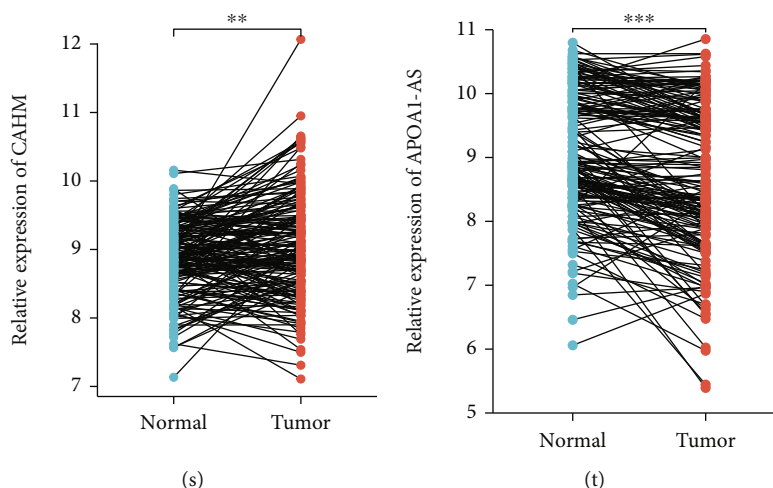 **
12
11
10
9
8
7
Relative expression of CAHM
Normal
Tumor
(s)
***
11
10
9
8
7
6
5
Relative expression of APOA1-AS
Normal
Tumor
(t)